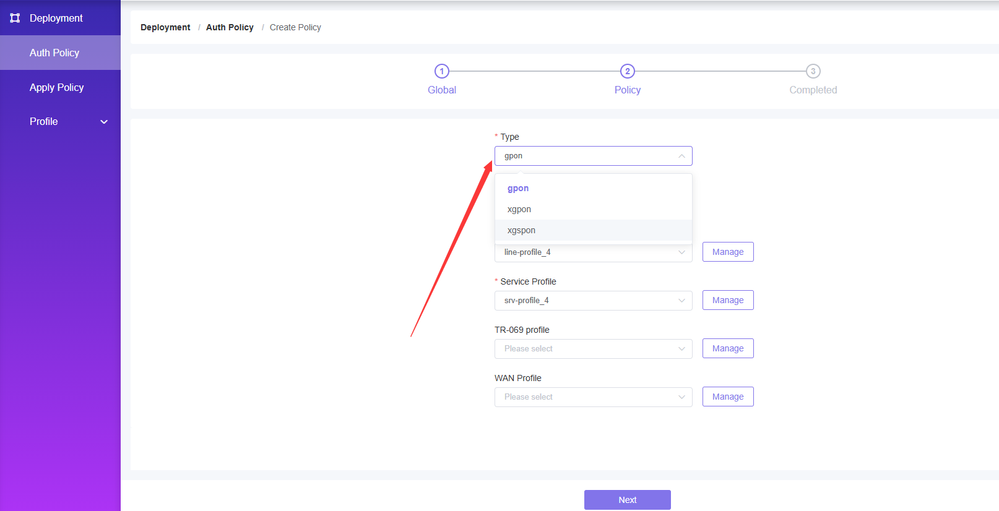 Deployment
Auth Policy
Apply Policy
Profile
Deployment / Auth Policy / Create Policy
1
Global
2
Policy
3
Completed
* Type
gpon
gpon
xgpon
xgspon
line-profile_4
Manage
* Service Profile
srv-profile_4
Manage
TR-069 profile
Please select
Manage
WAN Profile
Please select
Manage
Next